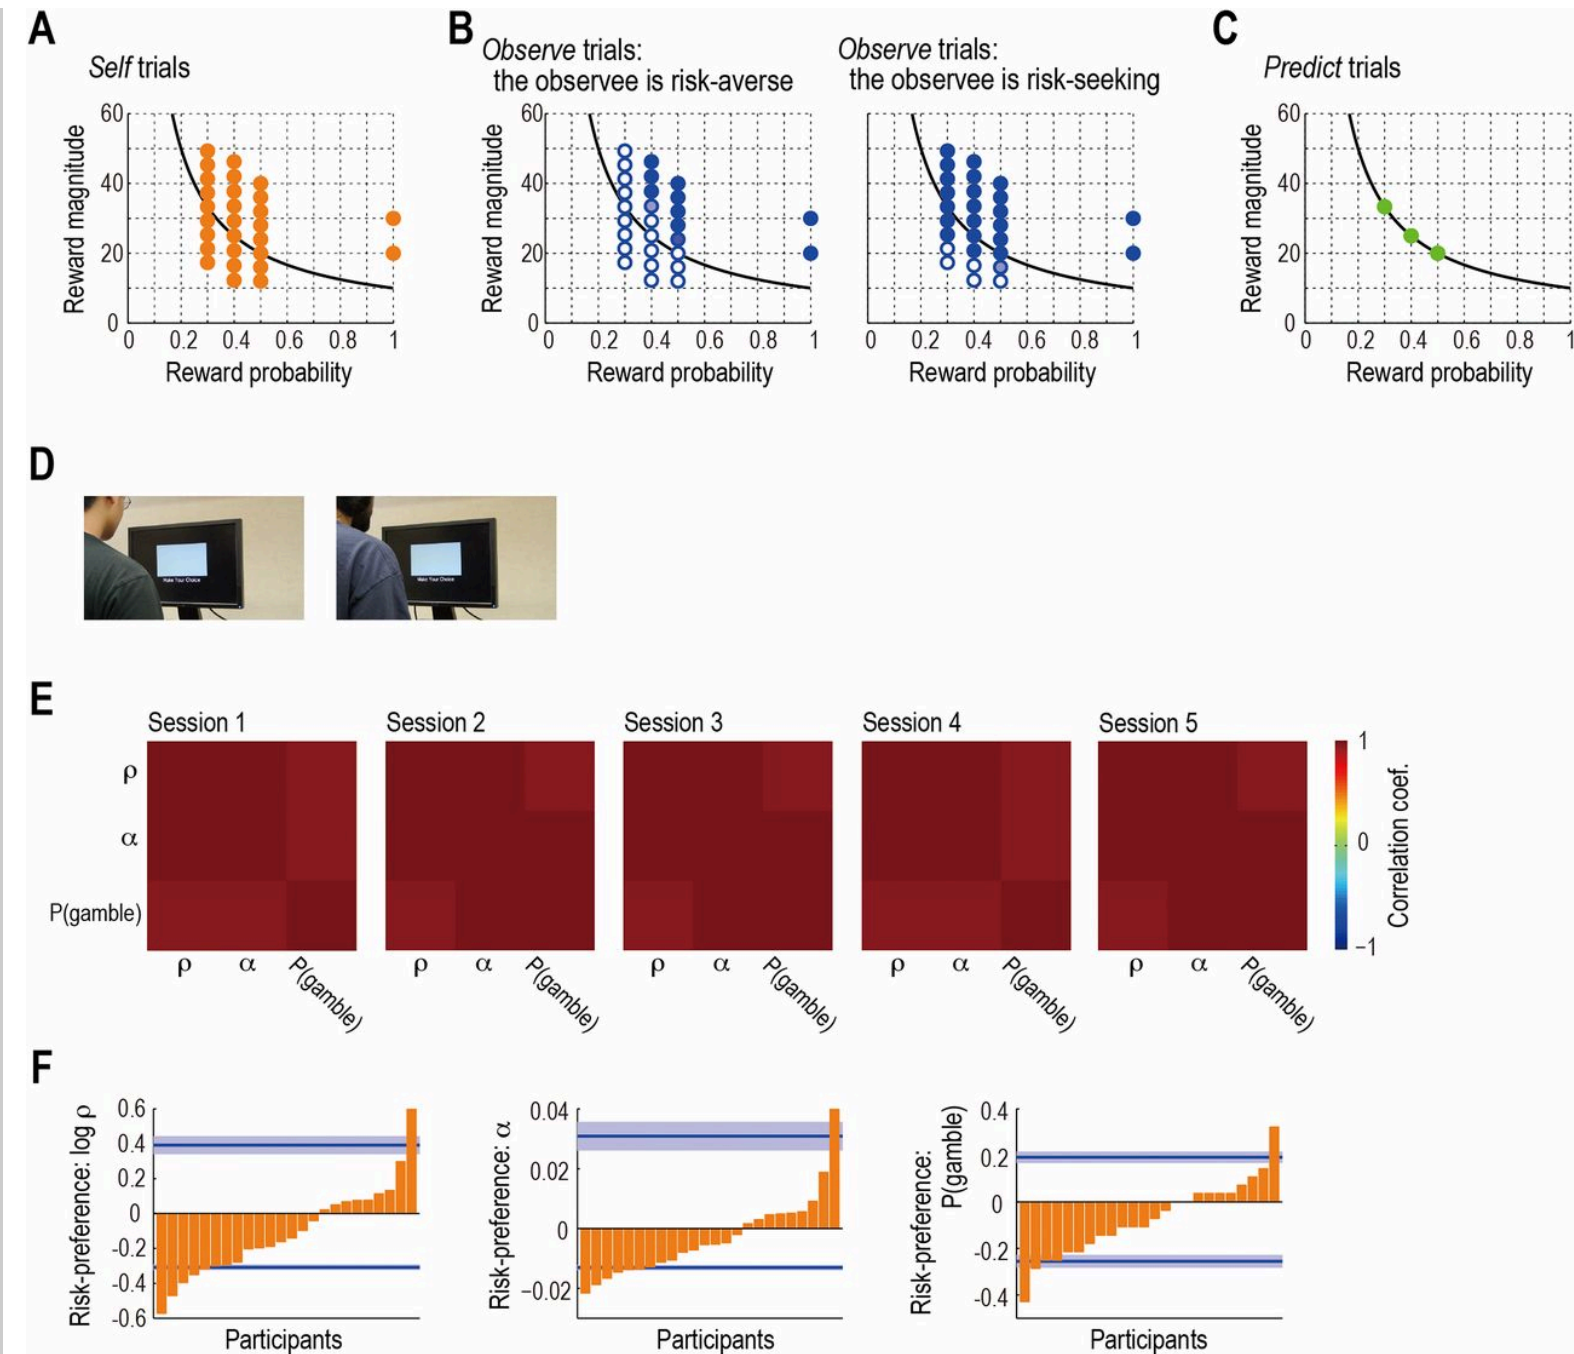 A
Self trials
60
40
20
0
Reward magnitude
0 0.2 0.4 0.6 0.8 1
Reward probability
B
Observe trials:
the observee is risk-averse
60
40
20
0
Reward magnitude
0 0.2 0.4 0.6 0.8 1
Reward probability
Observe trials:
the observee is risk-seeking
0 0.2 0.4 0.6 0.8 1
Reward probability
C
Predict trials
60
40
20
0
Reward magnitude
0 0.2 0.4 0.6 0.8 1
Reward probability
D
Make Your Choice
Make Your Choice
E
Session 1
Session 2
Session 3
Session 4
Session 5
ρ
α
P(gamble)
ρ α P(gamble)
ρ α P(gamble)
ρ α P(gamble)
ρ α P(gamble)
ρ α P(gamble)
1
0
−1
Correlation coef.
F
Risk-preference: log ρ
0.6
0.4
0.2
0
-0.2
-0.4
-0.6
Participants
Risk-preference: α
0.04
0.02
0
−0.02
Participants
Risk-preference:
P(gamble)
0.4
0.2
0
-0.2
-0.4
Participants